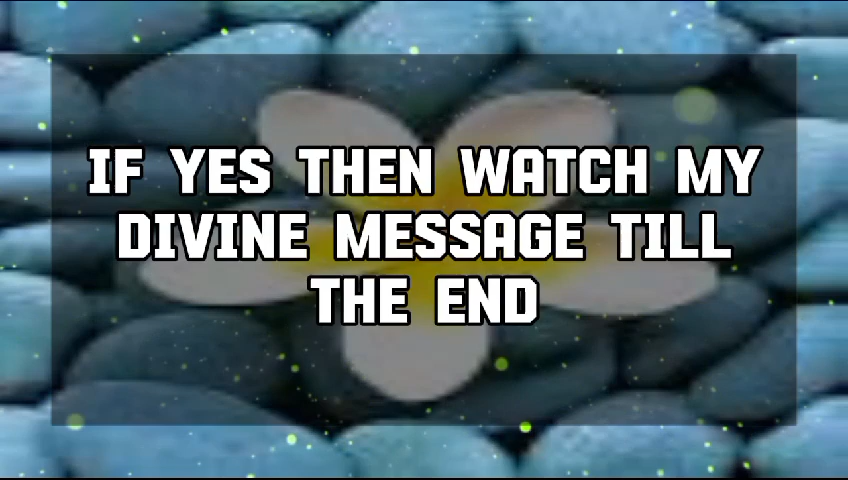 IF YES THEN WATCH MY
DIVINE MESSAGE TILL
THE END